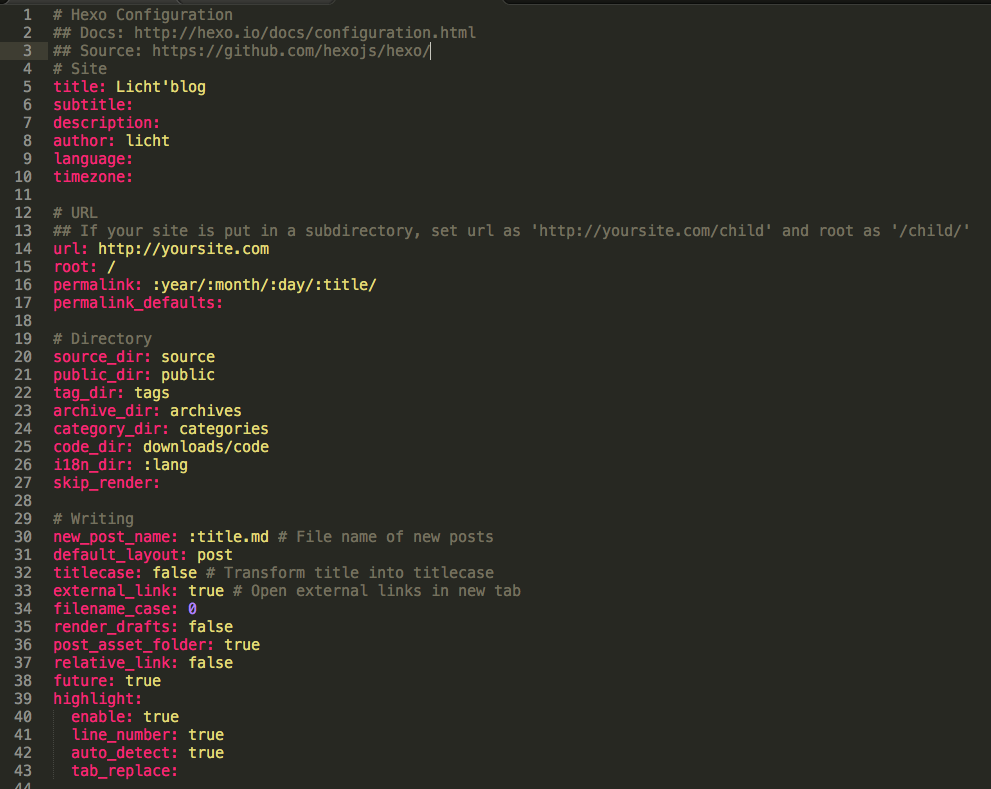 1 # Hexo Configuration
2 ## Docs: http://hexo.io/docs/configuration.html
3 ## Source: https://github.com/hexojs/hexo/
4 # Site
5 title: Licht'blog
6 subtitle:
7 description:
8 author: licht
9 language:
10 timezone:
11
12 # URL
13 ## If your site is put in a subdirectory, set url as 'http://yoursite.com/child' and root as '/child/'
14 url: http://yoursite.com
15 root: /
16 permalink: :year/:month/:day/:title/
17 permalink_defaults:
18
19 # Directory
20 source_dir: source
21 public_dir: public
22 tag_dir: tags
23 archive_dir: archives
24 category_dir: categories
25 code_dir: downloads/code
26 i18n_dir: :lang
27 skip_render:
28
29 # Writing
30 new_post_name: :title.md # File name of new posts
31 default_layout: post
32 titlecase: false # Transform title into titlecase
33 external_link: true # Open external links in new tab
34 filename_case: 0
35 render_drafts: false
36 post_asset_folder: true
37 relative_link: false
38 future: true
39 highlight:
40 enable: true
41 line_number: true
42 auto_detect: true
43 tab_replace:
44